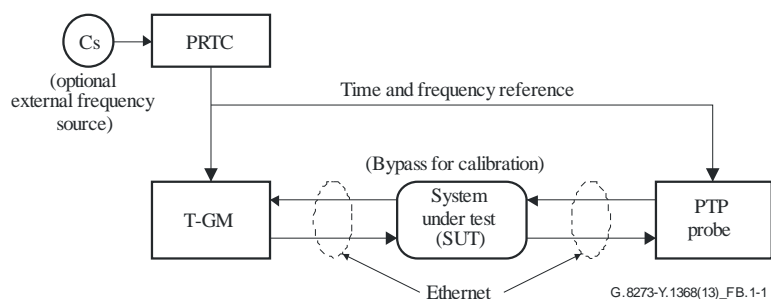 Cs
PRTC
(optional
external frequency
source)
Time and frequency reference
(Bypass for calibration)
T-GM
System
under test
(SUT)
PTP
probe
Ethernet
G.8273-Y.1368(13)_FB.1-1